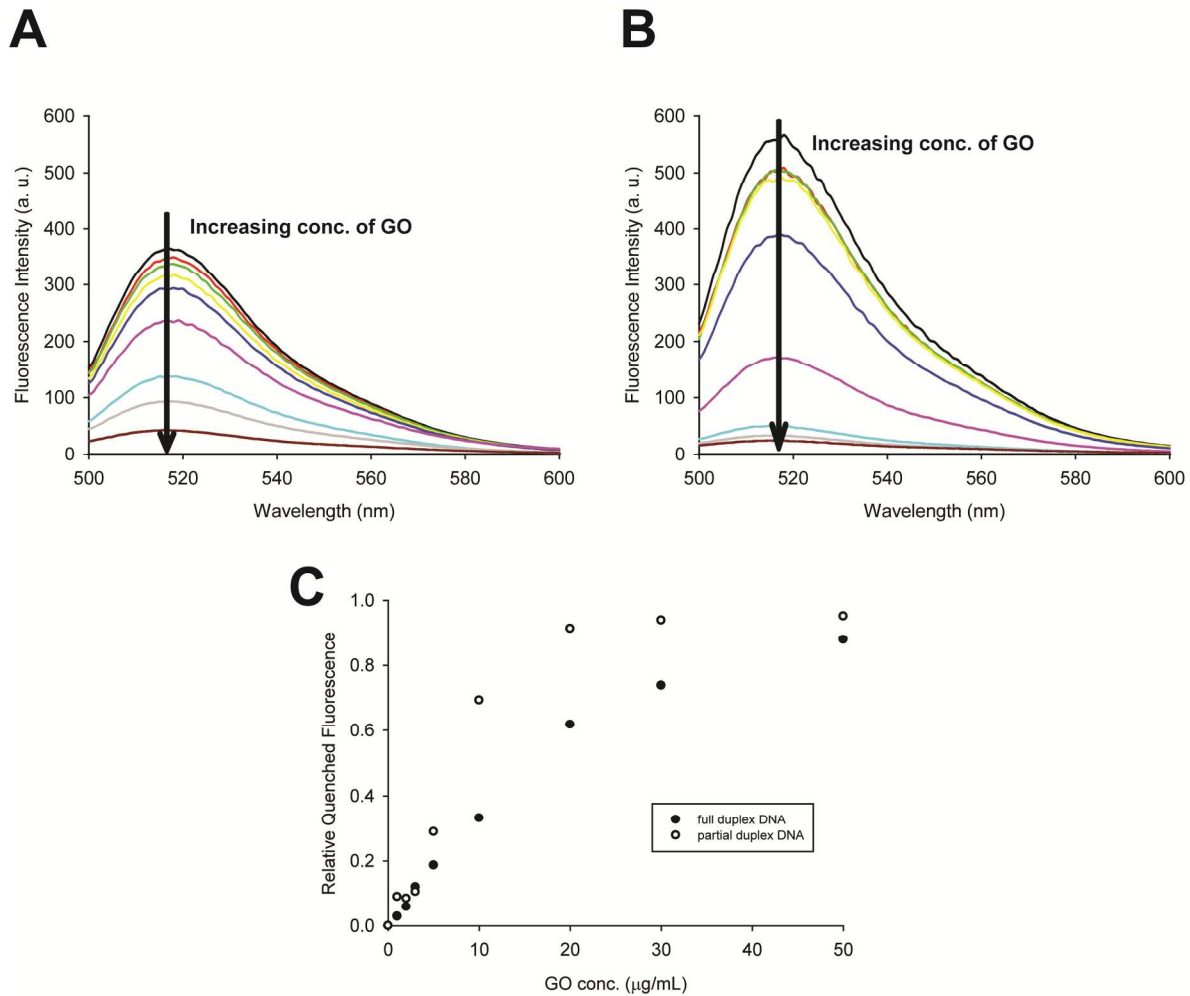 A
600
500
400
300
200
100
0
Fluorescence Intensity (a. u.)
Increasing conc. of GO
500 520 540 560 580 600
Wavelength (nm)
B
600
500
400
300
200
100
0
Fluorescence Intensity (a. u.)
Increasing conc. of GO
500 520 540 560 580 600
Wavelength (nm)
C
1.0
0.8
0.6
0.4
0.2
0.0
Relative Quenched Fluorescence
full duplex DNA
partial duplex DNA
0 10 20 30 40 50
GO conc. (μg/mL)